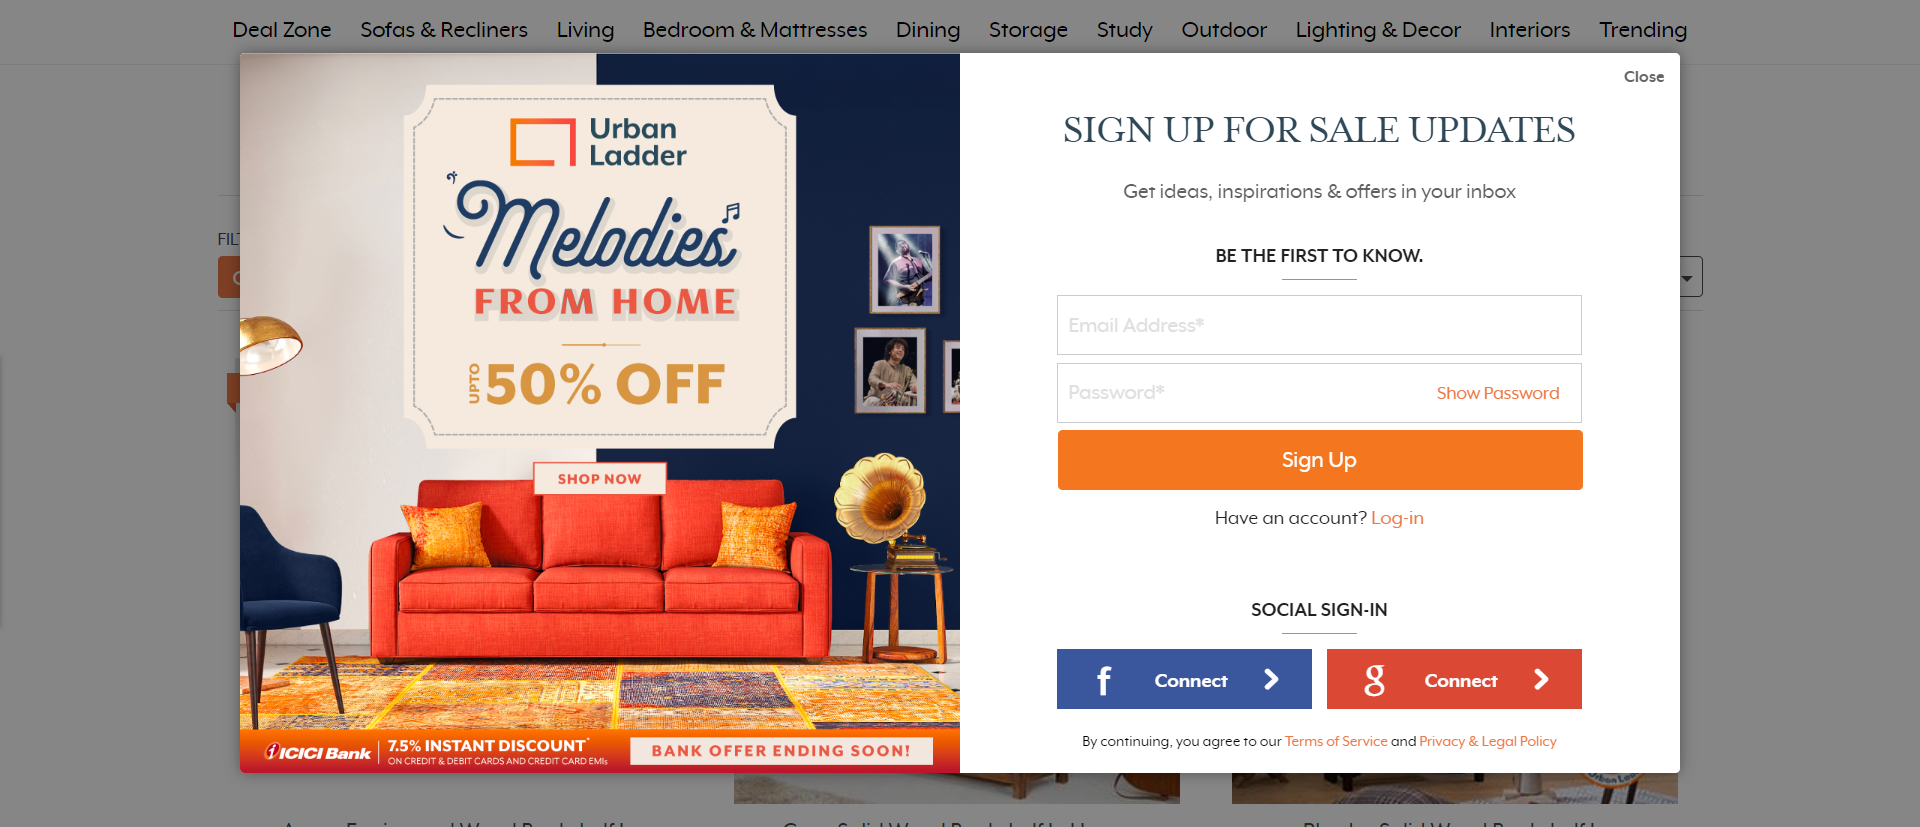 Deal Zone Sofas & Recliners Living Bedroom & Mattresses Dining Storage Study Outdoor Lighting & Decor Interiors Trending
Urban
Ladder
Melodies
FROM HOME
UPTO 50% OFF
SHOP NOW
ICICI Bank 7.5% INSTANT DISCOUNT*
ON CREDIT & DEBIT CARDS AND CREDIT CARD EMIs
BANK OFFER ENDING SOON!
Close
SIGN UP FOR SALE UPDATES
Get ideas, inspirations & offers in your inbox
BE THE FIRST TO KNOW.
Email Address*
Password* Show Password
Sign Up
Have an account? Log-in
SOCIAL SIGN-IN
f Connect
g Connect
By continuing, you agree to our Terms of Service and Privacy & Legal Policy